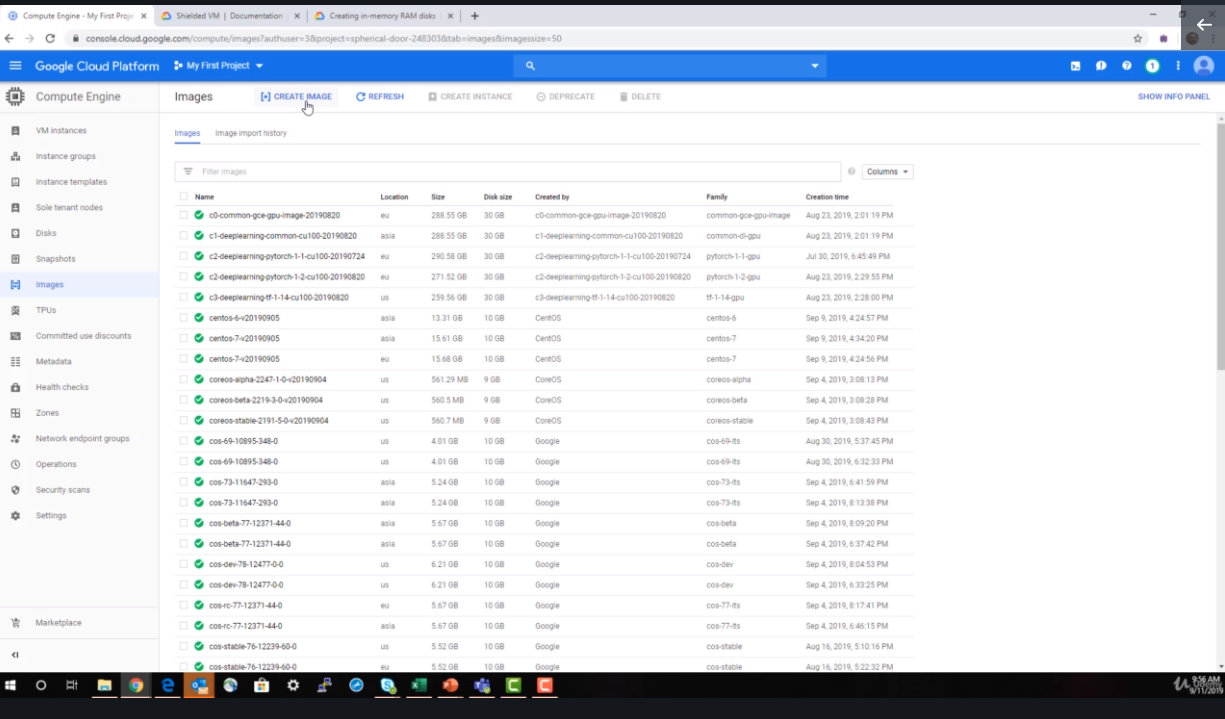 Compute Engine - My First Proje
Shielded VM | Documentation
Creating in-memory RAM disks
console.cloud.google.com/compute/images?authuser=3&project=spherical-door-248303&tab=images&imagessize=50
Google Cloud Platform My First Project 1
Compute Engine Images CREATE IMAGE REFRESH CREATE INSTANCE DEPRECATE DELETE SHOW INFO PANEL
VM instances
Instance groups
Instance templates
Sole tenant nodes
Disks
Snapshots
Images
TPUs
Committed use discounts
Metadata
Health checks
Zones
Network endpoint groups
Operations
Security scans
Settings
Marketplace
Images Image import history
Filter images Columns
Name Location Size Disk size Created by Family Creation time
c0-common-gce-gpu-image-20190820 eu 288.55 GB 30 GB c0-common-gce-gpu-image-20190820 common-gce-gpu-image Aug 23, 2019, 2:01:19 PM
c1-deeplearning-common-cu100-20190820 asia 288.55 GB 30 GB c1-deeplearning-common-cu100-20190820 common-dl-gpu Aug 23, 2019, 2:01:19 PM
c2-deeplearning-pytorch-1-1-cu100-20190724 eu 290.58 GB 30 GB c2-deeplearning-pytorch-1-1-cu100-20190724 pytorch-1-1-gpu Jul 30, 2019, 6:45:49 PM
c2-deeplearning-pytorch-1-2-cu100-20190820 eu 271.52 GB 30 GB c2-deeplearning-pytorch-1-2-cu100-20190820 pytorch-1-2-gpu Aug 23, 2019, 2:29:55 PM
c3-deeplearning-tf-1-14-cu100-20190820 us 259.56 GB 30 GB c3-deeplearning-tf-1-14-cu100-20190820 tf-1-14-gpu Aug 23, 2019, 2:28:00 PM
centos-6-v20190905 asia 13.31 GB 10 GB CentOS centos-6 Sep 9, 2019, 4:24:57 PM
centos-7-v20190905 asia 15.61 GB 10 GB CentOS centos-7 Sep 9, 2019, 4:34:20 PM
centos-7-v20190905 eu 15.68 GB 10 GB CentOS centos-7 Sep 9, 2019, 4:24:56 PM
coreos-alpha-2247-1-0-v20190904 us 561.29 MB 9 GB CoreOS coreos-alpha Sep 4, 2019, 3:08:13 PM
coreos-beta-2219-3-0-v20190904 us 560.5 MB 9 GB CoreOS coreos-beta Sep 4, 2019, 3:08:28 PM
coreos-stable-2191-5-0-v20190904 us 560.7 MB 9 GB CoreOS coreos-stable Sep 4, 2019, 3:08:43 PM
cos-69-10895-348-0 us 4.01 GB 10 GB Google cos-69-lts Aug 30, 2019, 5:37:45 PM
cos-69-10895-348-0 us 4.01 GB 10 GB Google cos-69-lts Aug 30, 2019, 6:32:33 PM
cos-73-11647-293-0 asia 5.24 GB 10 GB Google cos-73-lts Sep 4, 2019, 6:41:59 PM
cos-73-11647-293-0 asia 5.24 GB 10 GB Google cos-73-lts Sep 4, 2019, 8:13:38 PM
cos-beta-77-12371-44-0 asia 5.67 GB 10 GB Google cos-beta Sep 4, 2019, 8:09:20 PM
cos-beta-77-12371-44-0 asia 5.67 GB 10 GB Google cos-beta Sep 4, 2019, 6:37:42 PM
cos-dev-78-12477-0-0 us 6.21 GB 10 GB Google cos-dev Sep 4, 2019, 8:04:53 PM
cos-dev-78-12477-0-0 us 6.21 GB 10 GB Google cos-dev Sep 4, 2019, 6:33:25 PM
cos-rc-77-12371-44-0 eu 5.67 GB 10 GB Google cos-77-lts Sep 4, 2019, 8:17:41 PM
cos-rc-77-12371-44-0 asia 5.67 GB 10 GB Google cos-77-lts Sep 4, 2019, 6:46:15 PM
cos-stable-76-12239-60-0 us 5.52 GB 10 GB Google cos-stable Aug 16, 2019, 5:10:16 PM
cos-stable-76-12239-60-0 eu 5.52 GB 10 GB Google cos-stable Aug 16, 2019, 5:22:32 PM
9:56 AM
9/11/2019